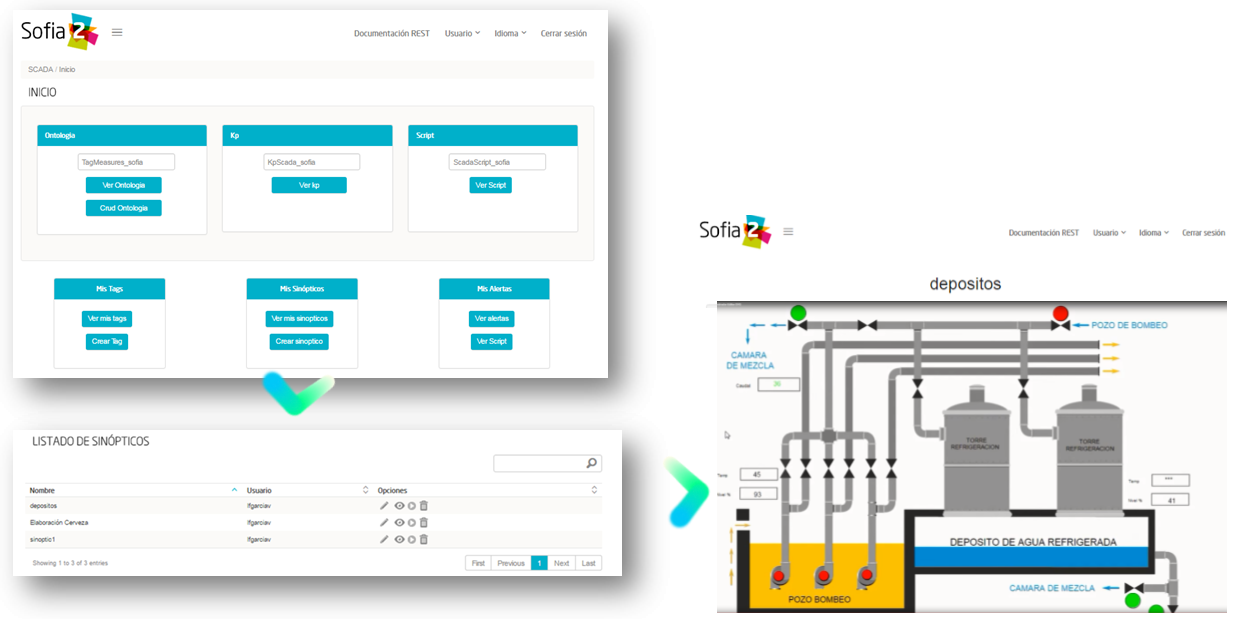 Sofia 2
Documentación REST Usuario Idioma Cerrar sesión
SCADA / Inicio
INICIO
Ontologia Kp Script
TagMeasures_sofia KpScada_sofia ScadaScript_sofia
Ver Ontologia Ver kp Ver Script
Crud Ontologia
Mis Tags Mis Sinópticos Mis Alertas
Ver mis tags Ver mis sinopticos Ver alertas
Crear Tag Crear sinoptico Ver Script
LISTADO DE SINÓPTICOS
Nombre Usuario Opciones
depositos lfgarciav
Elaboración Cerveza lfgarciav
sinoptic1 lfgarciav
Showing 1 to 3 of 3 entries
First Previous 1 Next Last
Sofia 2
Documentación REST Usuario Idioma Cerrar sesión
depositos
POZO DE BOMBEO
CAMARA
DE MEZCLA
Caudal 36
TORRE
REFRIGERACION
TORRE
REFRIGERACION
Temp 45
Nivel % 93
Temp ***
Nivel % 41
DEPOSITO DE AGUA REFRIGERADA
CAMARA DE MEZCLA
POZO BOMBEO